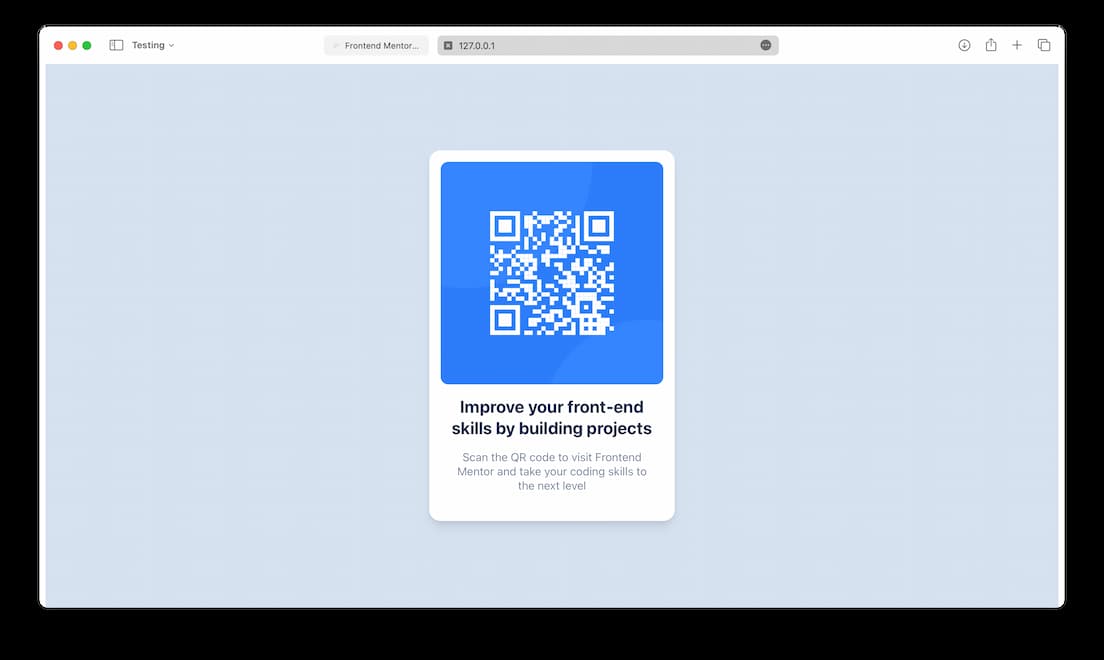 Testing
Frontend Mentor...
127.0.0.1
Improve your front-end
skills by building projects
Scan the QR code to visit Frontend
Mentor and take your coding skills to
the next level